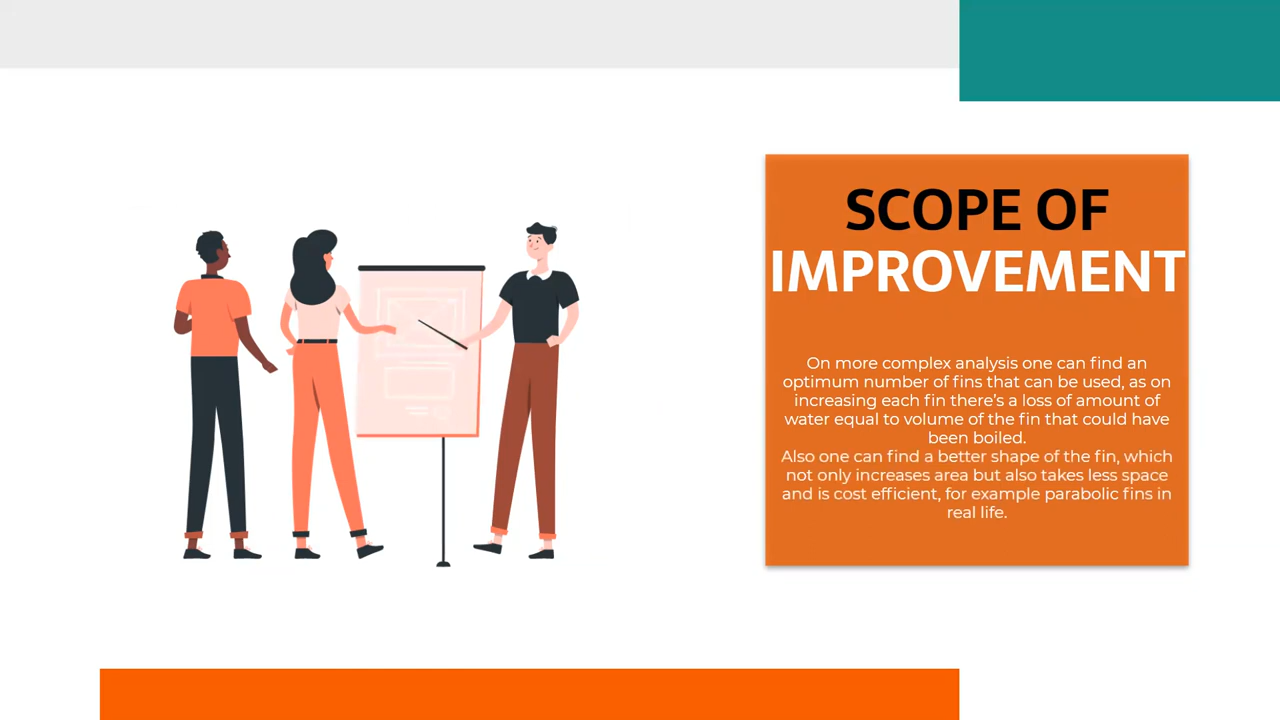 SCOPE OF
IMPROVEMENT
On more complex analysis one can find an
optimum number of fins that can be used, as on
increasing each fin there's a loss of amount of
water equal to volume of the fin that could have
been boiled.
Also one can find a better shape of the fin, which
not only increases area but also takes less space
and is cost efficient, for example parabolic fins in
real life.